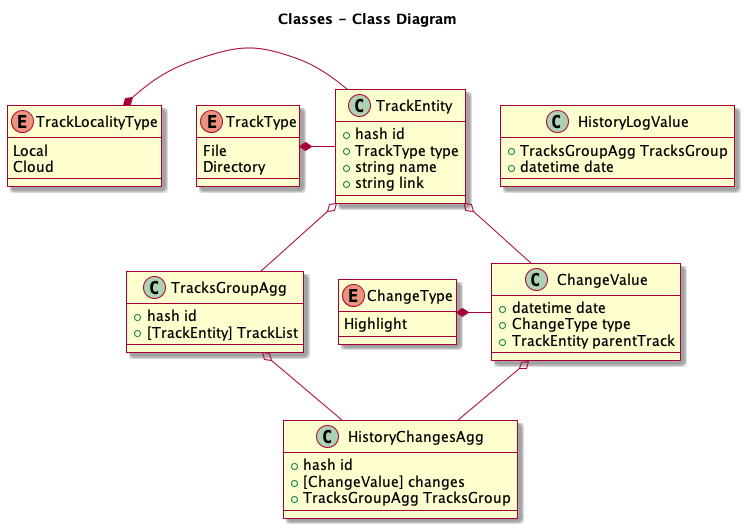 Classes - Class Diagram
E TrackLocalityType
Local
Cloud
E TrackType
File
Directory
C TrackEntity
hash id
TrackType type
string name
string link
C HistoryLogValue
TracksGroupAgg TracksGroup
datetime date
C TracksGroupAgg
hash id
[TrackEntity] TrackList
E ChangeType
Highlight
C ChangeValue
datetime date
ChangeType type
TrackEntity parentTrack
C HistoryChangesAgg
hash id
[ChangeValue] changes
TracksGroupAgg TracksGroup